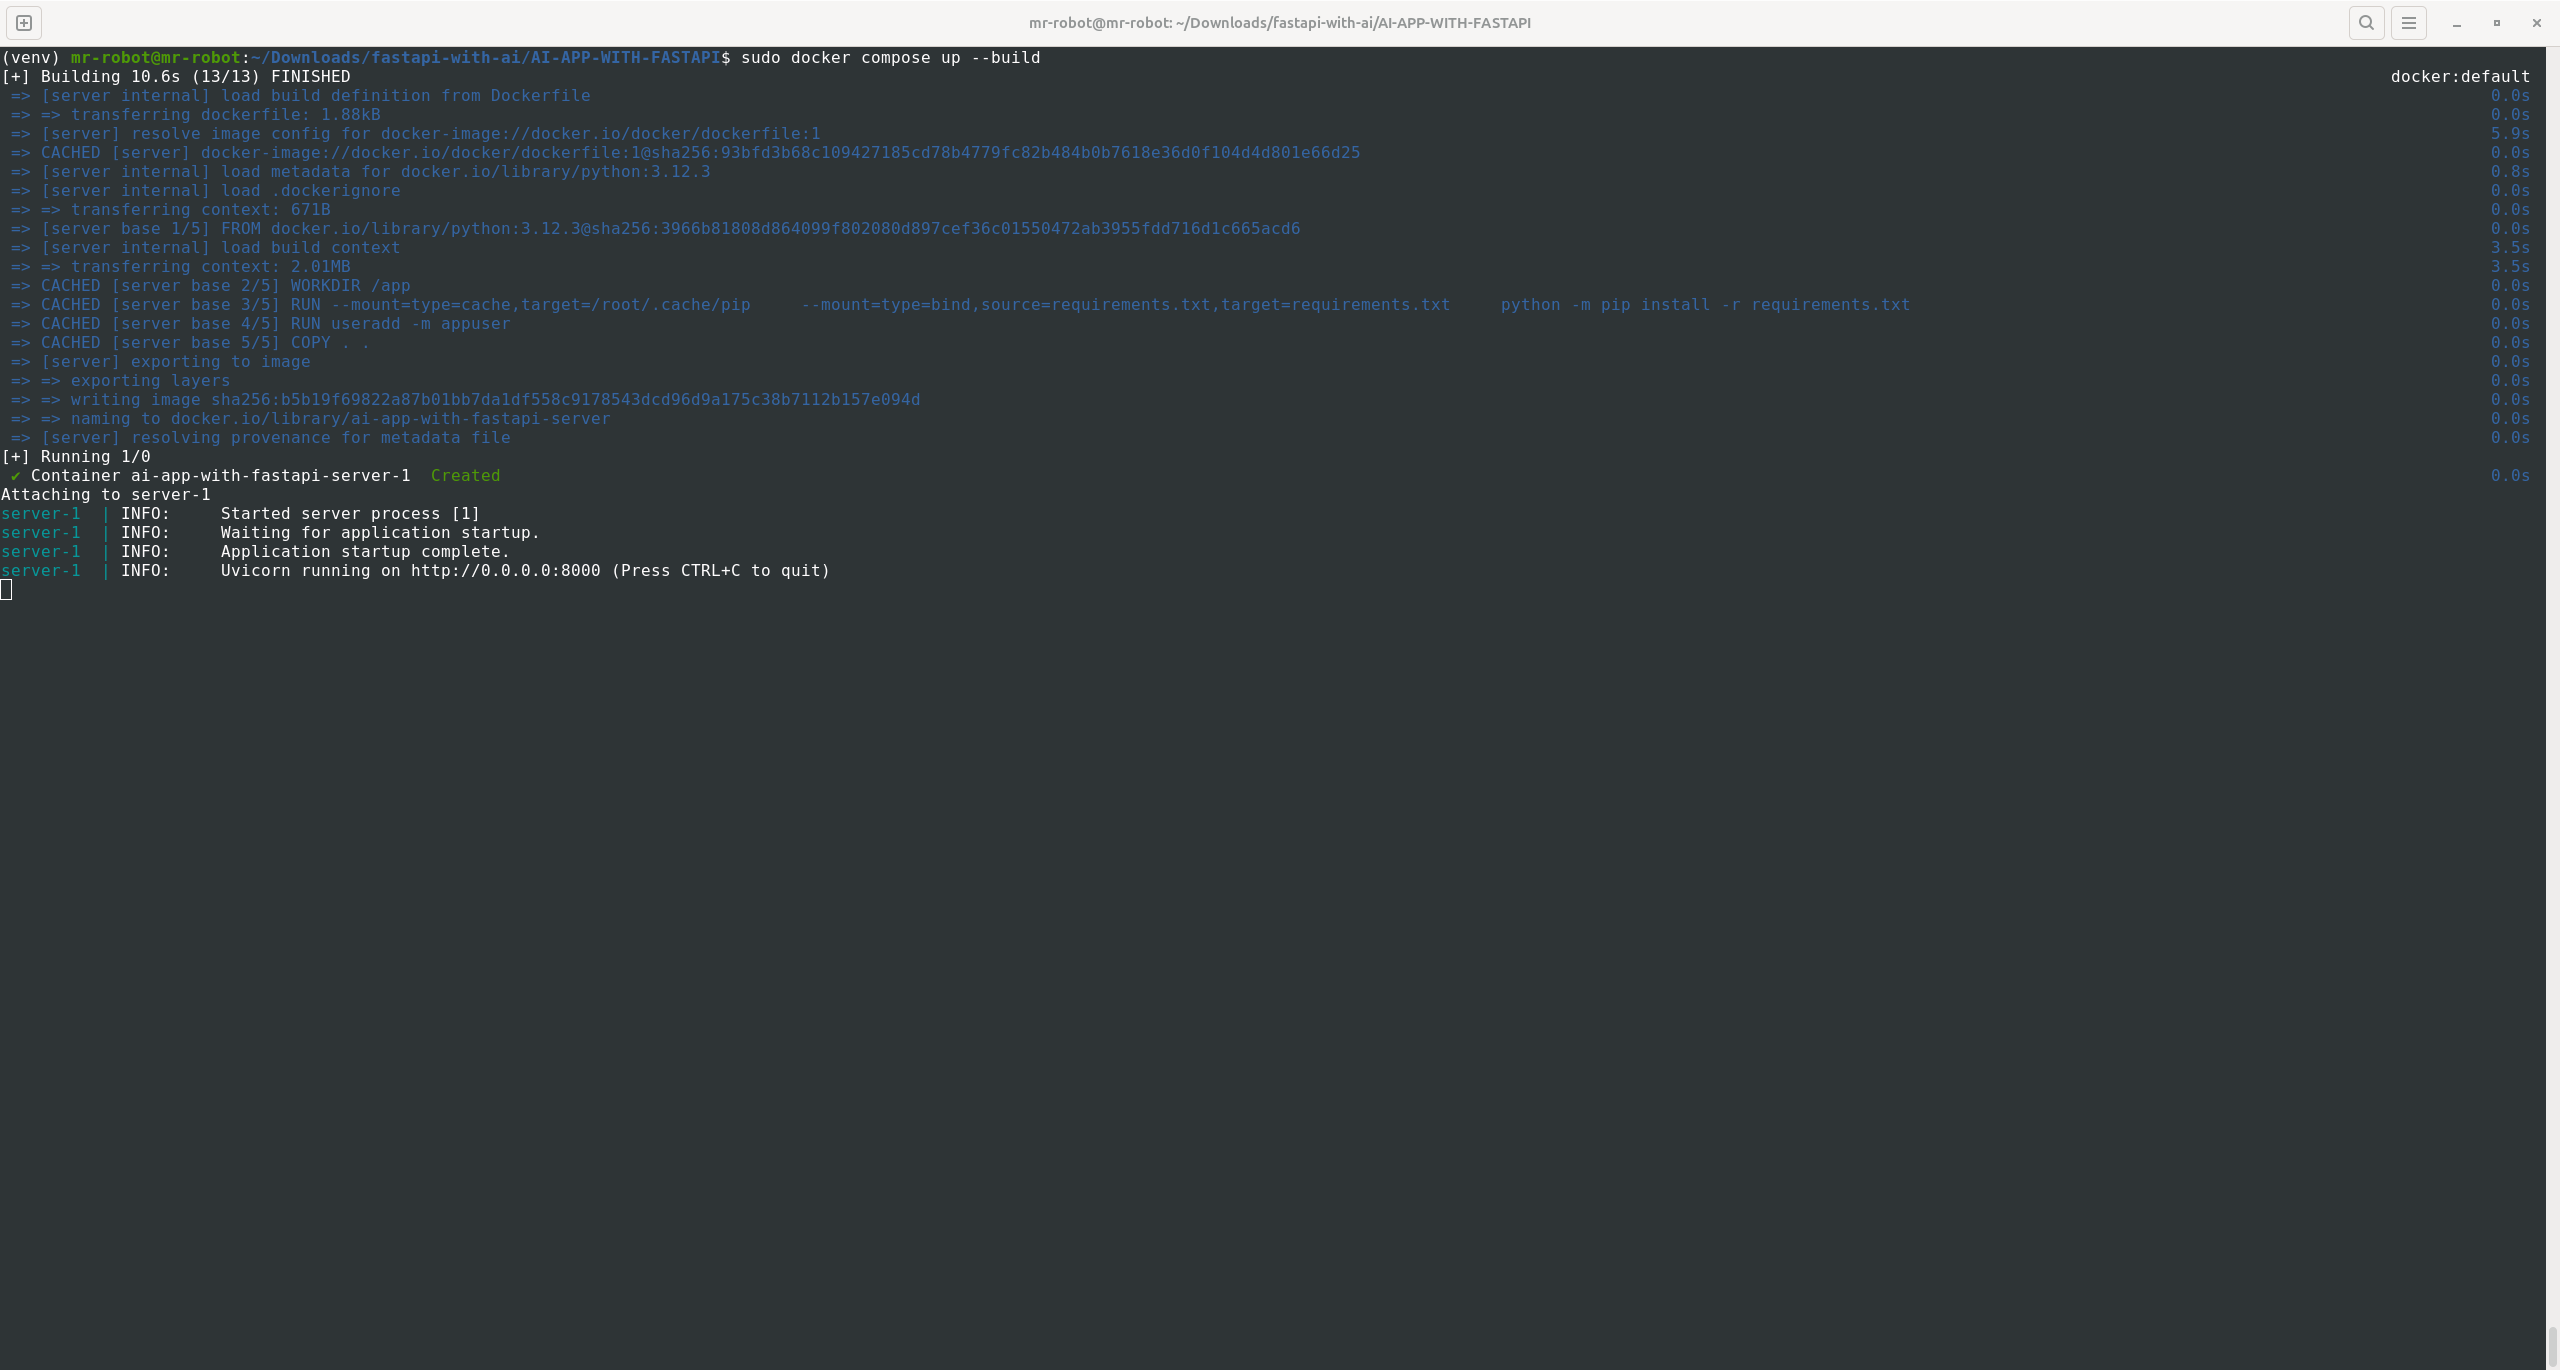 mr-robot@mr-robot: ~/Downloads/fastapi-with-ai/AI-APP-WITH-FASTAPI
(venv) mr-robot@mr-robot:~/Downloads/fastapi-with-ai/AI-APP-WITH-FASTAPI$ sudo docker compose up --build
[+] Building 10.6s (13/13) FINISHED docker:default
=> [server internal] load build definition from Dockerfile 0.0s
=> => transferring dockerfile: 1.88kB 0.0s
=> [server] resolve image config for docker-image://docker.io/docker/dockerfile:1 5.9s
=> CACHED [server] docker-image://docker.io/docker/dockerfile:1@sha256:93bfd3b68c109427185cd78b4779fc82b484b0b7618e36d0f104d4d801e66d25 0.0s
=> [server internal] load metadata for docker.io/library/python:3.12.3 0.8s
=> [server internal] load .dockerignore 0.0s
=> => transferring context: 671B 0.0s
=> [server base 1/5] FROM docker.io/library/python:3.12.3@sha256:3966b81808d864099f802080d897cef36c01550472ab3955fdd716d1c665acd6 0.0s
=> [server internal] load build context 3.5s
=> => transferring context: 2.01MB 3.5s
=> CACHED [server base 2/5] WORKDIR /app 0.0s
=> CACHED [server base 3/5] RUN --mount=type=cache,target=/root/.cache/pip     --mount=type=bind,source=requirements.txt,target=requirements.txt     python -m pip install -r requirements.txt 0.0s
=> CACHED [server base 4/5] RUN useradd -m appuser 0.0s
=> CACHED [server base 5/5] COPY . . 0.0s
=> [server] exporting to image 0.0s
=> => exporting layers 0.0s
=> => writing image sha256:b5b19f69822a87b01bb7da1df558c9178543dcd96d9a175c38b7112b157e094d 0.0s
=> => naming to docker.io/library/ai-app-with-fastapi-server 0.0s
=> [server] resolving provenance for metadata file 0.0s
[+] Running 1/0
✔ Container ai-app-with-fastapi-server-1  Created 0.0s
Attaching to server-1
server-1  | INFO:     Started server process [1]
server-1  | INFO:     Waiting for application startup.
server-1  | INFO:     Application startup complete.
server-1  | INFO:     Uvicorn running on http://0.0.0.0:8000 (Press CTRL+C to quit)